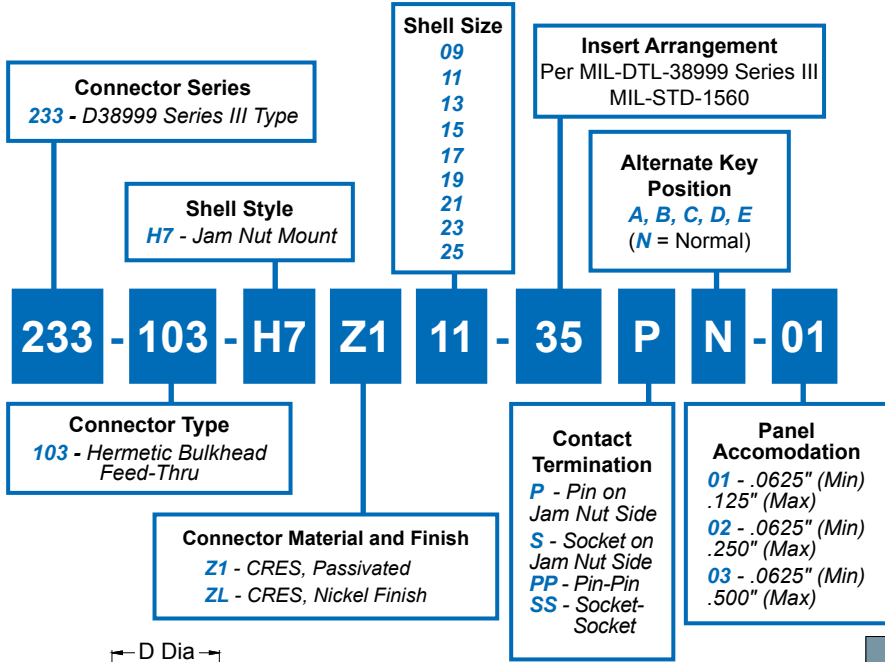 Shell Size
09
11
13
15
17
19
21
23
25
Insert Arrangement
Per MIL-DTL-38999 Series III
MIL-STD-1560
Connector Series
233 - D38999 Series III Type
Alternate Key
Position
A, B, C, D, E
(N = Normal)
Shell Style
H7 - Jam Nut Mount
233 - 103 - H7 Z1 11 - 35 P N - 01
Connector Type
103 - Hermetic Bulkhead
Feed-Thru
Connector Material and Finish
Z1 - CRES, Passivated
ZL - CRES, Nickel Finish
Contact
Termination
P - Pin on
Jam Nut Side
S - Socket on
Jam Nut Side
PP - Pin-Pin
SS - Socket-
Socket
Panel
Accomodation
01 - .0625" (Min)
.125" (Max)
02 - .0625" (Min)
.250" (Max)
03 - .0625" (Min)
.500" (Max)
D Dia